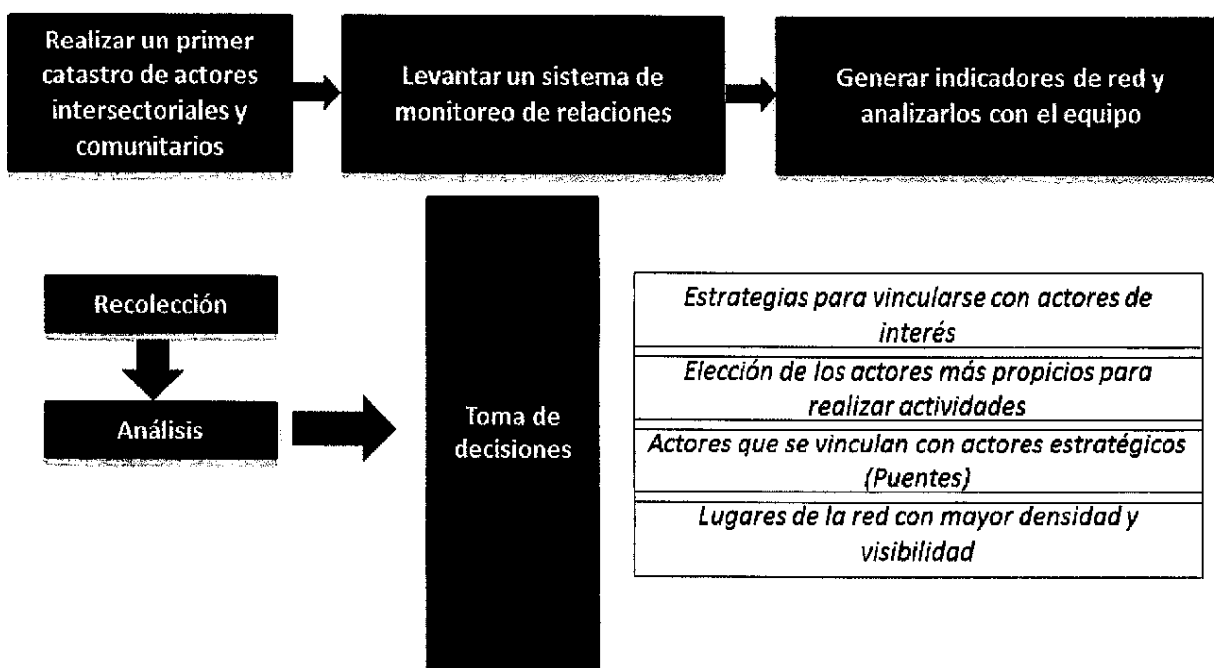 Realizar un primer
catastro de actores
intersectoriales y
comunitarios
Levantar un sistema de
monitoreo de relaciones
Generar indicadores de red y
analizarlos con el equipo
Recolección
Análisis
Toma de
decisiones
Estrategias para vincularse con actores de
interés
Elección de los actores más propicios para
realizar actividades
Actores que se vinculan con actores estratégicos
(Puentes)
Lugares de la red con mayor densidad y
visibilidad